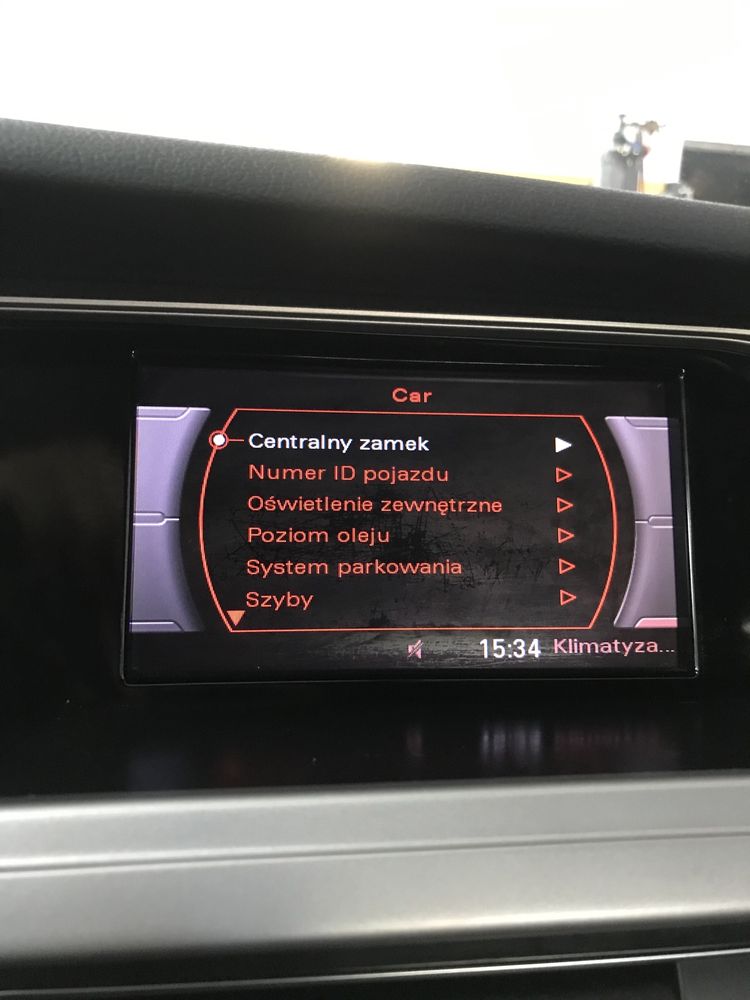 Car
Centralny zamek
Numer ID pojazdu
Oświetlenie zewnętrzne
Poziom oleju
System parkowania
Szyby
15:34 Klimatyza...